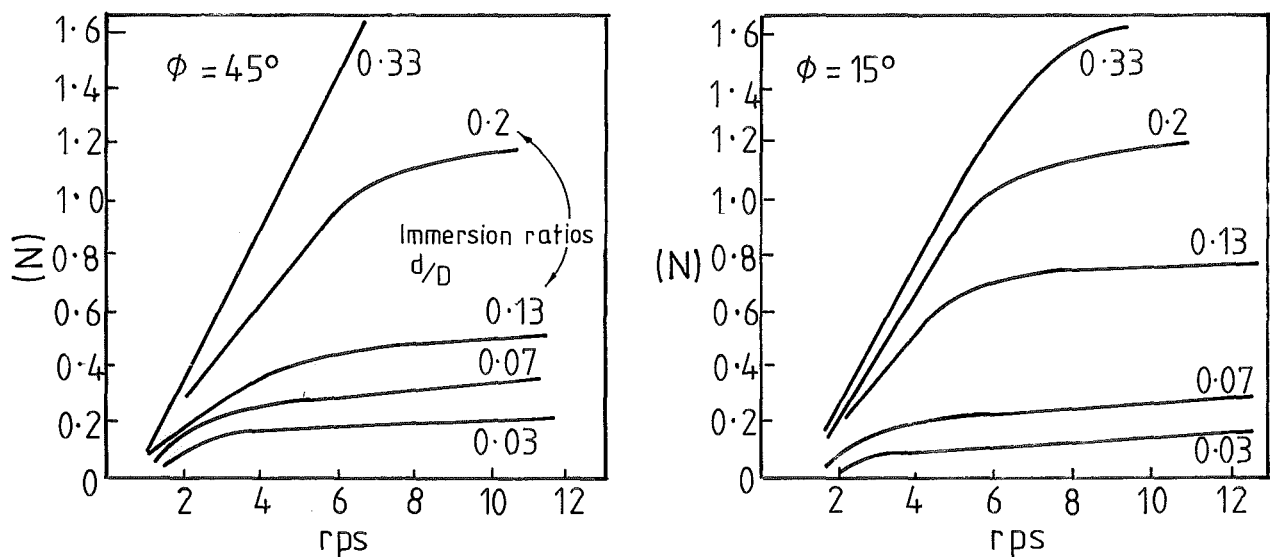 1·6
1·4
1·2
1·0
(N) 0·8
0·6
0·4
0·2
0
2 4 6 8 10 12
rps
ϕ = 45°
0·33
0·2
Immersion ratios
d/D
0·13
0·07
0·03
1·6
1·4
1·2
1·0
(N) 0·8
0·6
0·4
0·2
0
2 4 6 8 10 12
rps
ϕ = 15°
0·33
0·2
0·13
0·07
0·03